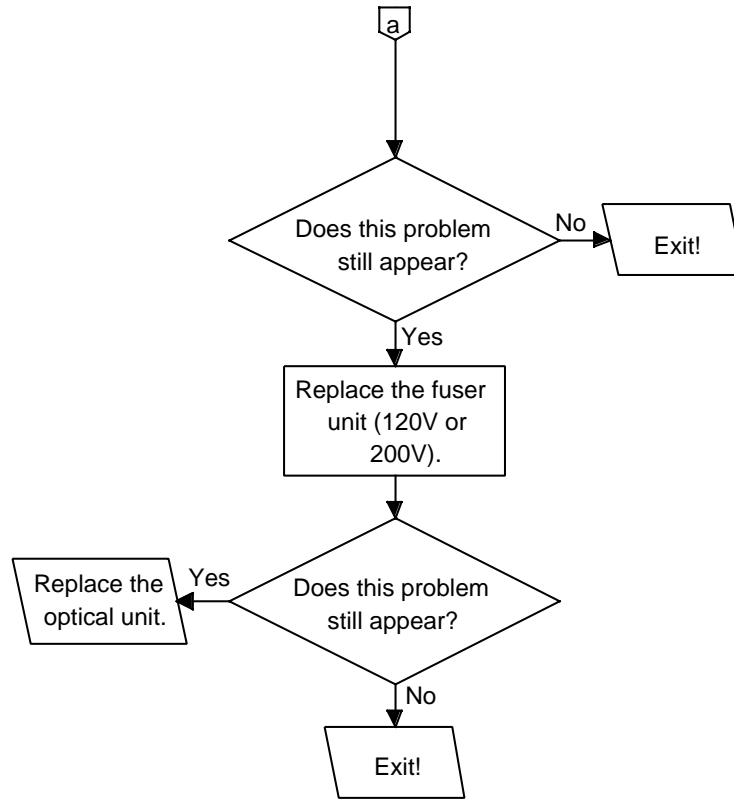 a
Does this problem
still appear?
No
Exit!
Yes
Replace the fuser
unit (120V or
200V).
Does this problem
still appear?
Yes
Replace the
optical unit.
No
Exit!